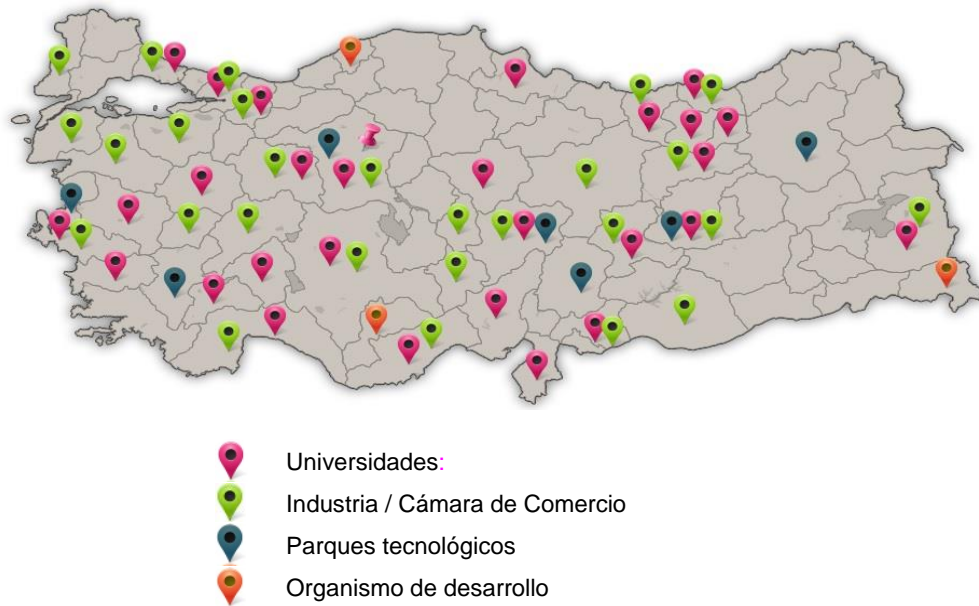 Universidades:
Industria / Cámara de Comercio
Parques tecnológicos
Organismo de desarrollo